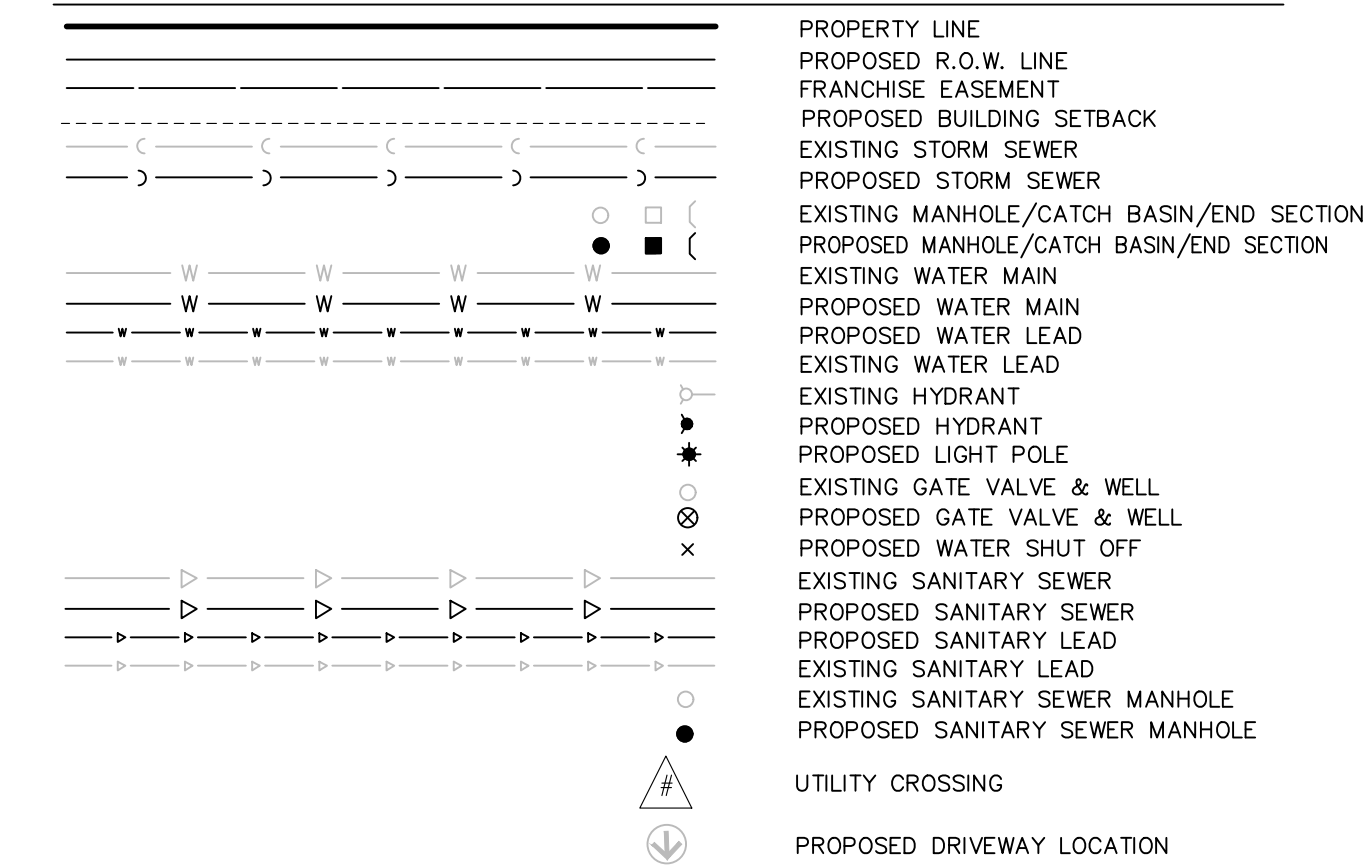 PROPERTY LINE
PROPOSED R.O.W. LINE
FRANCHISE EASEMENT
PROPOSED BUILDING SETBACK
EXISTING STORM SEWER
PROPOSED STORM SEWER
EXISTING MANHOLE/CATCH BASIN/END SECTION
PROPOSED MANHOLE/CATCH BASIN/END SECTION
W W W W EXISTING WATER MAIN
W W W W PROPOSED WATER MAIN
W W W W W W W W W PROPOSED WATER LEAD
W W W W W W W W W EXISTING WATER LEAD
EXISTING HYDRANT
PROPOSED HYDRANT
PROPOSED LIGHT POLE
EXISTING GATE VALVE & WELL
PROPOSED GATE VALVE & WELL
PROPOSED WATER SHUT OFF
EXISTING SANITARY SEWER
PROPOSED SANITARY SEWER
PROPOSED SANITARY LEAD
EXISTING SANITARY LEAD
EXISTING SANITARY SEWER MANHOLE
PROPOSED SANITARY SEWER MANHOLE
# UTILITY CROSSING
PROPOSED DRIVEWAY LOCATION